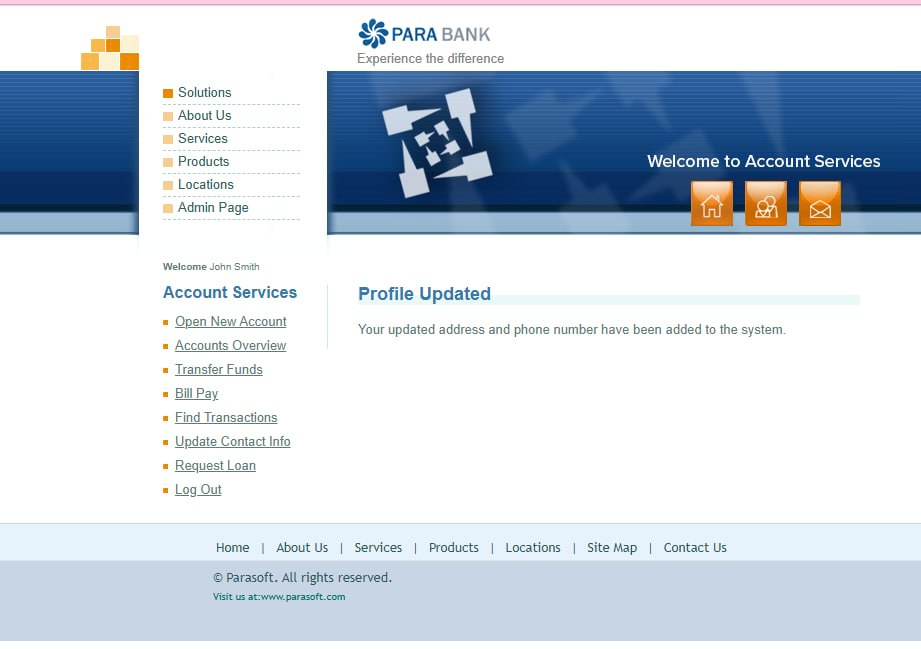 PARA BANK
Experience the difference
Solutions
About Us
Services
Products
Locations
Admin Page
Welcome to Account Services
Welcome John Smith
Account Services
Open New Account
Accounts Overview
Transfer Funds
Bill Pay
Find Transactions
Update Contact Info
Request Loan
Log Out
Profile Updated
Your updated address and phone number have been added to the system.
Home | About Us | Services | Products | Locations | Site Map | Contact Us
© Parasoft. All rights reserved.
Visit us at:www.parasoft.com